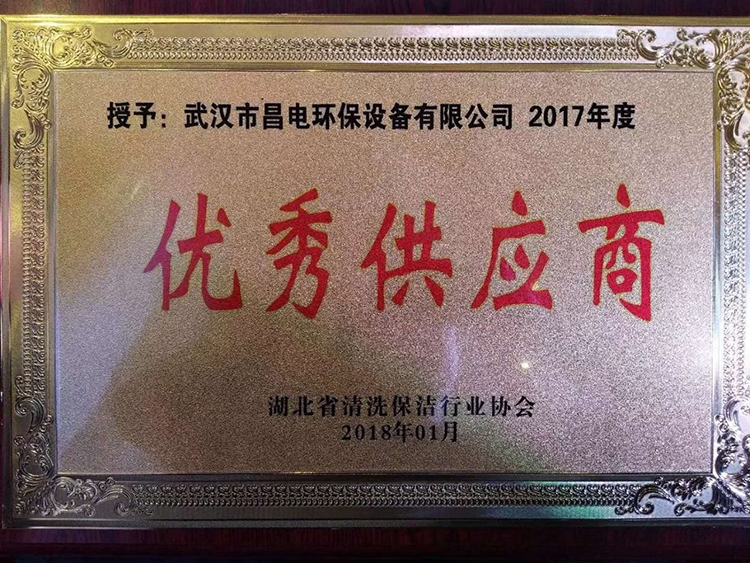 授予：武汉市昌电环保设备有限公司 2017年度
优秀供应商
湖北省清洗保洁行业协会
2018年01月